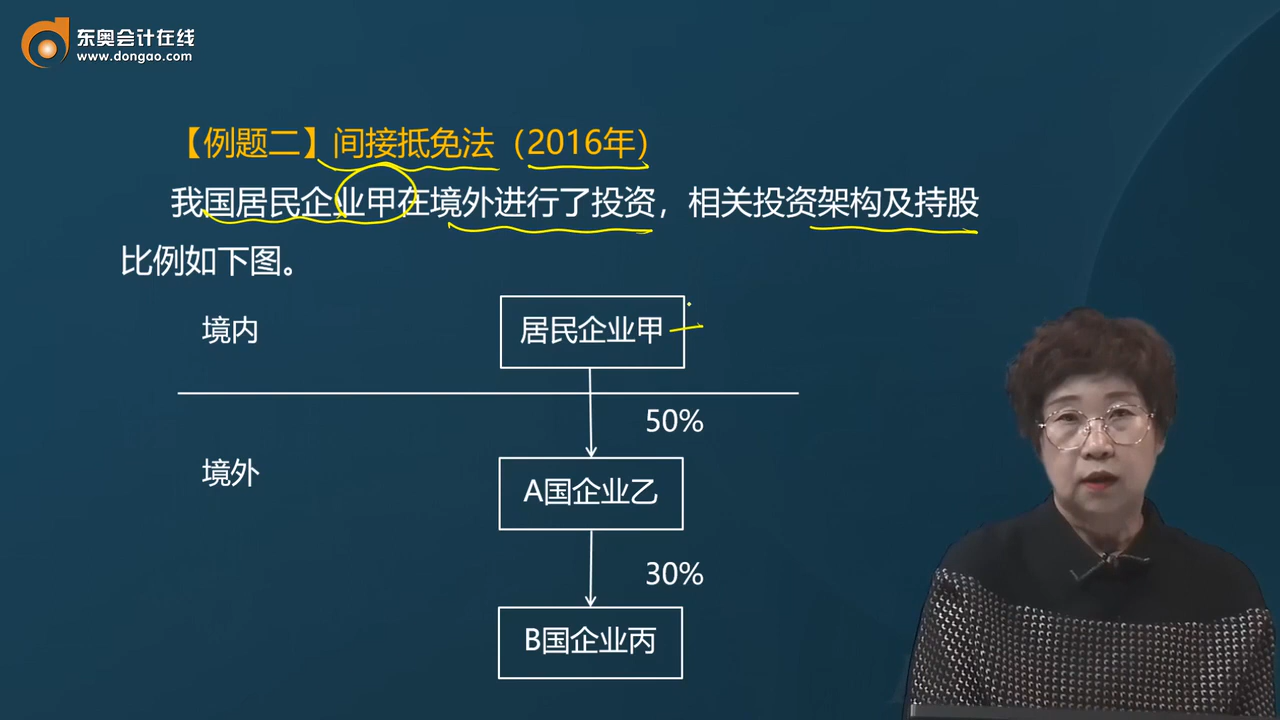 东奥会计在线
www.dongao.com
【例题二】间接抵免法（2016年）
我国居民企业甲在境外进行了投资，相关投资架构及持股
比例如下图。
境内
居民企业甲
50%
境外
A国企业乙
30%
B国企业丙